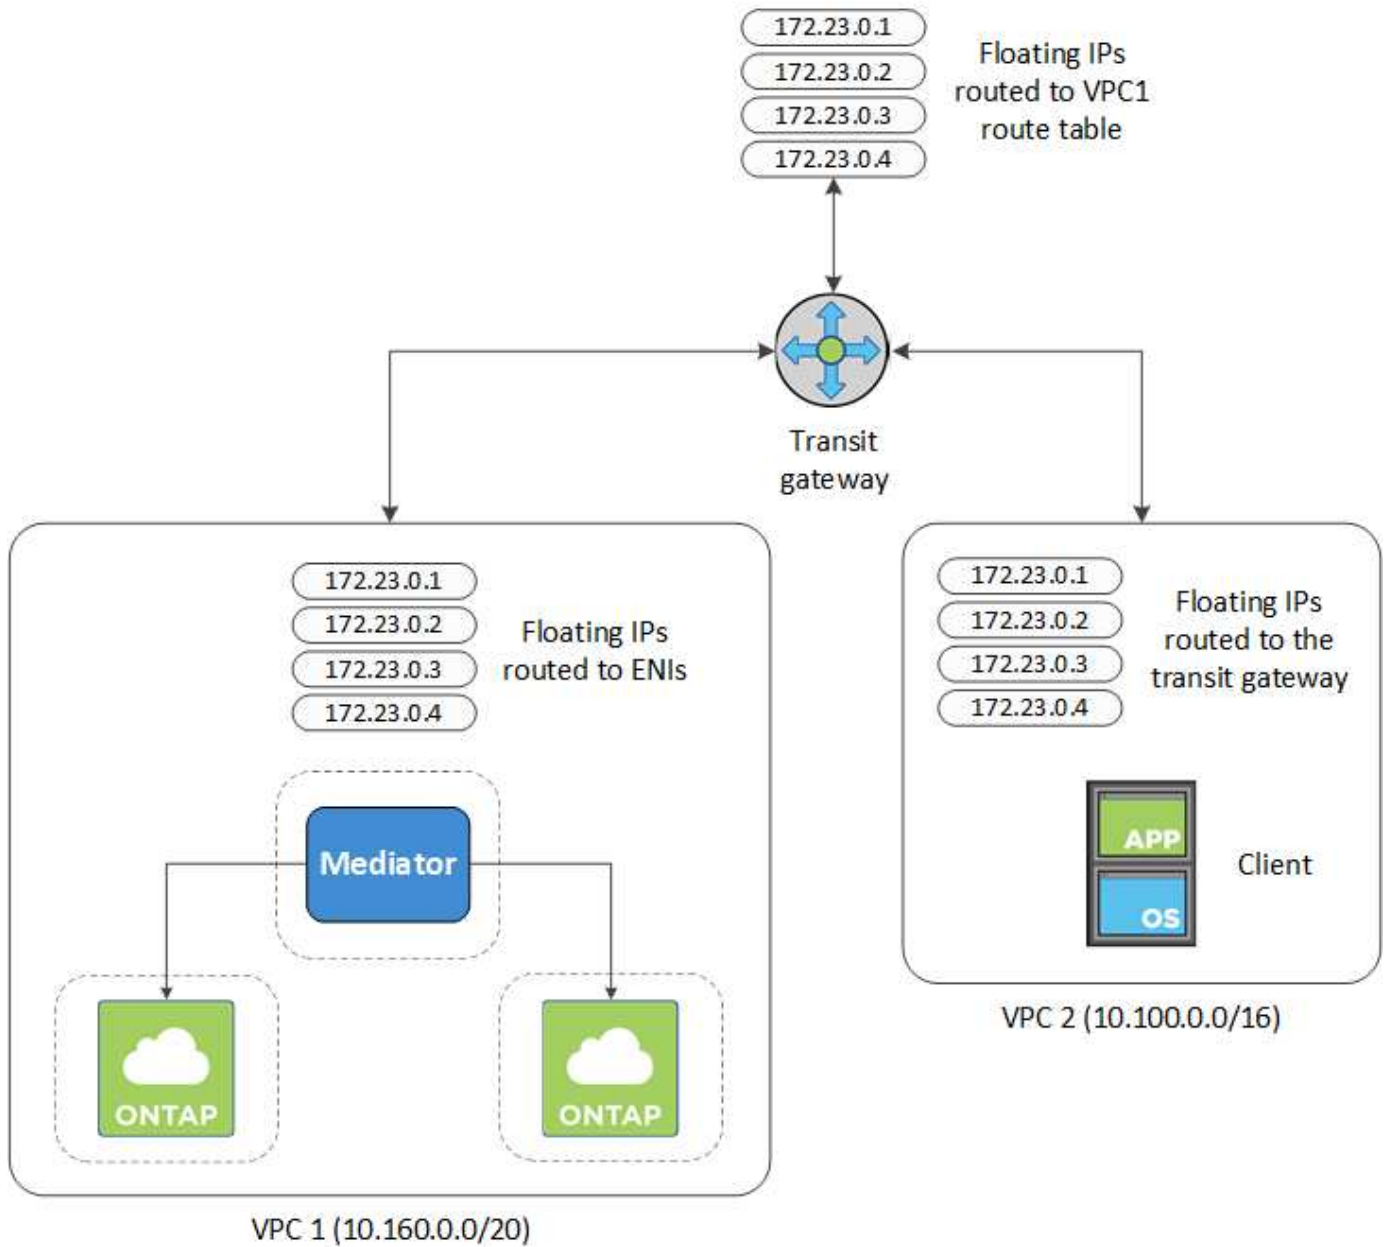 172.23.0.1
172.23.0.2
172.23.0.3
172.23.0.4
Floating IPs
routed to VPC1
route table
Transit
gateway
172.23.0.1
172.23.0.2
172.23.0.3
172.23.0.4
Floating IPs
routed to ENIs
Mediator
ONTAP
ONTAP
VPC 1 (10.160.0.0/20)
172.23.0.1
172.23.0.2
172.23.0.3
172.23.0.4
Floating IPs
routed to the
transit gateway
APP
OS
Client
VPC 2 (10.100.0.0/16)